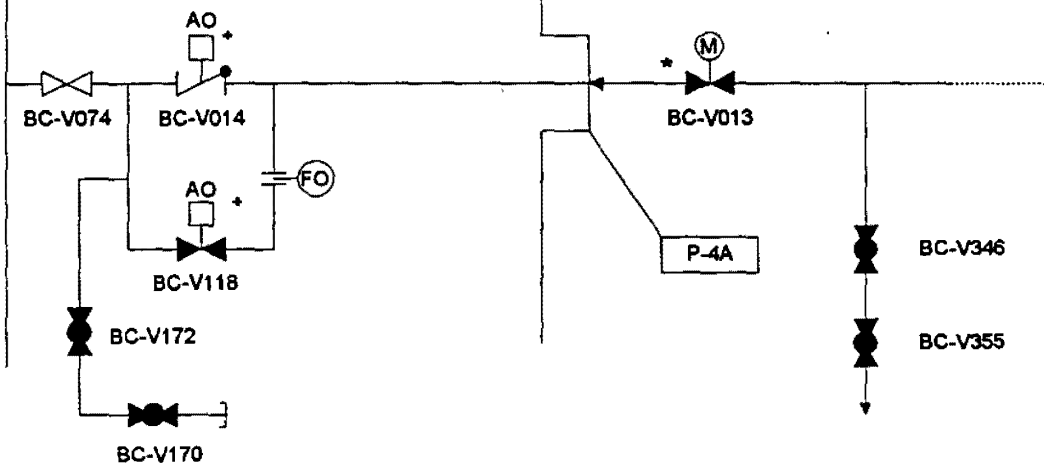 AO
+
M
*
BC-V074
BC-V014
BC-V013
FO
AO
+
BC-V118
P-4A
BC-V346
BC-V172
BC-V355
BC-V170